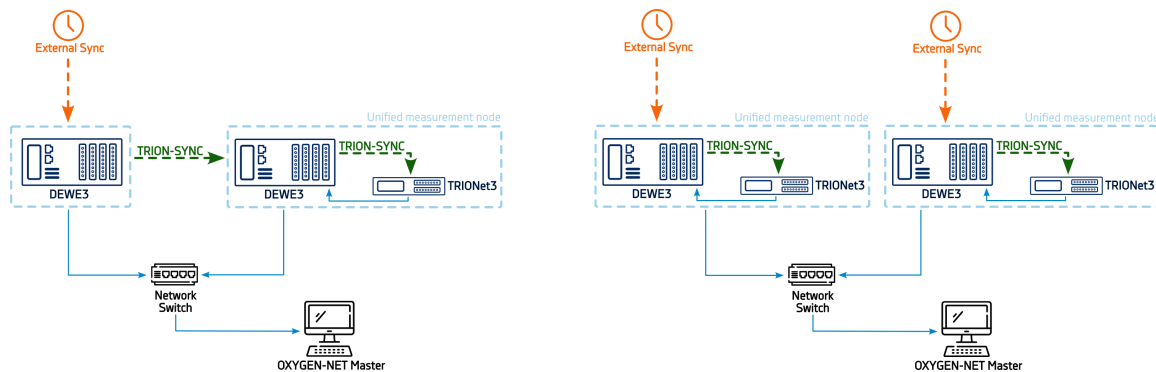 External Sync
Unified measurement node
TRION-SYNC
TRION-SYNC
TRIONet3
DEWE3
DEWE3
Network
Switch
OXYGEN-NET Master
External Sync
External Sync
Unified measurement node
Unified measurement node
TRION-SYNC
TRIONet3
DEWE3
TRION-SYNC
TRIONet3
DEWE3
Network
Switch
OXYGEN-NET Master